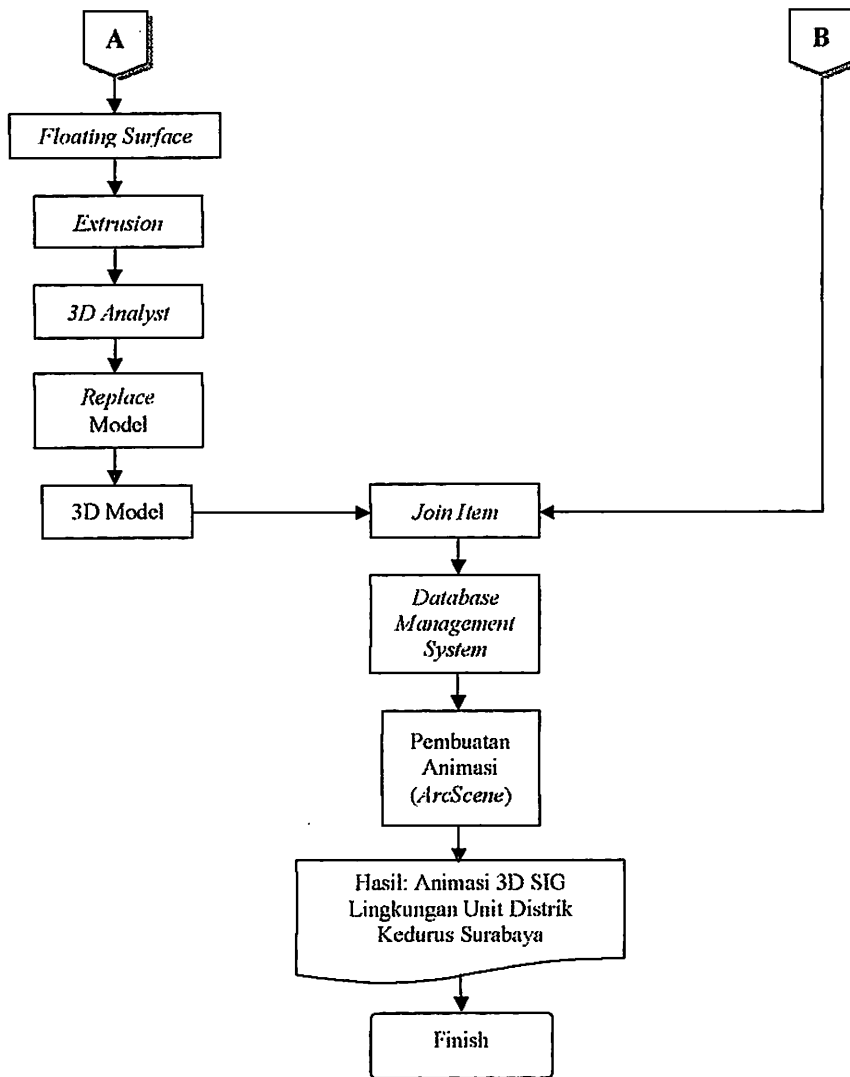 A
B
Floating Surface
Extrusion
3D Analyst
Replace
Model
3D Model
Join Item
Database
Management
System
Pembuatan
Animasi
(ArcScene)
Hasil: Animasi 3D SIG
Lingkungan Unit Distrik
Kedurus Surabaya
Finish